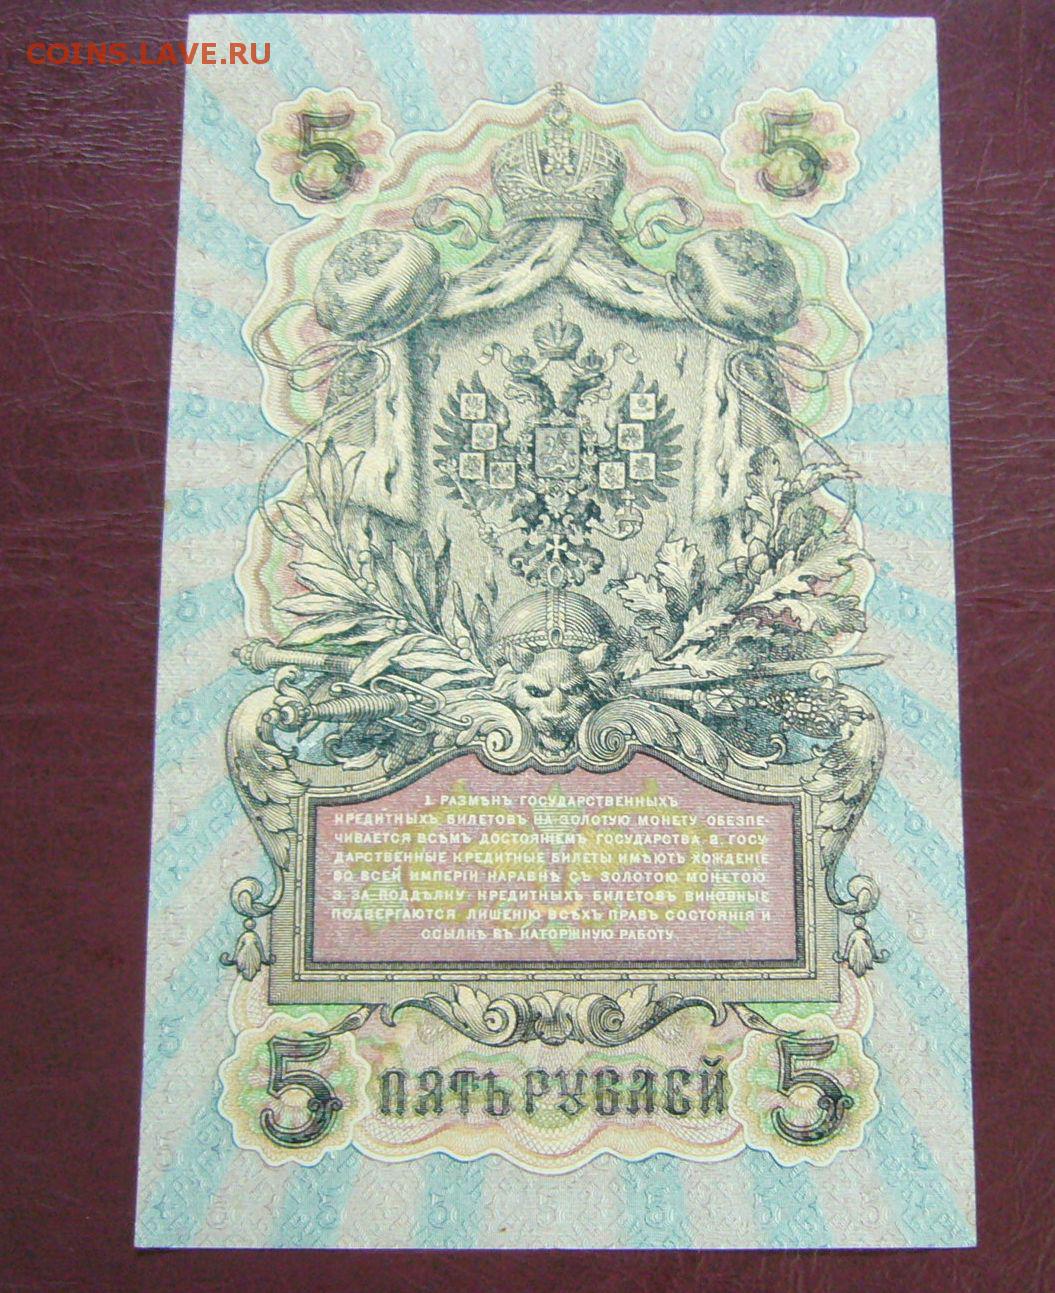 COINS.LAVE.RU
5 5
1. РАЗМѢНЪ ГОСУДАРСТВЕННЫХЪ
КРЕДИТНЫХЪ БИЛЕТОВЪ НА ЗОЛОТУЮ МОНЕТУ ОБЕЗПЕ-
ЧИВАЕТСЯ ВСѢМЪ ДОСТОЯНІЕМЪ ГОСУДАРСТВА. 2. ГОСУ-
ДАРСТВЕННЫЕ КРЕДИТНЫЕ БИЛЕТЫ ИМѢЮТЪ ХОЖДЕНІЕ
ВО ВСЕЙ ИМПЕРІИ НАРАВНѢ СЪ ЗОЛОТОЮ МОНЕТОЮ.
3. ЗА ПОДДѢЛКУ КРЕДИТНЫХЪ БИЛЕТОВЪ ВИНОВНЫЕ
ПОДВЕРГАЮТСЯ ЛИШЕНІЮ ВСѢХЪ ПРАВЪ СОСТОЯНІЯ И
ССЫЛКѢ ВЪ КАТОРЖНУЮ РАБОТУ.
5 ПЯТЬ РУБЛЕЙ 5